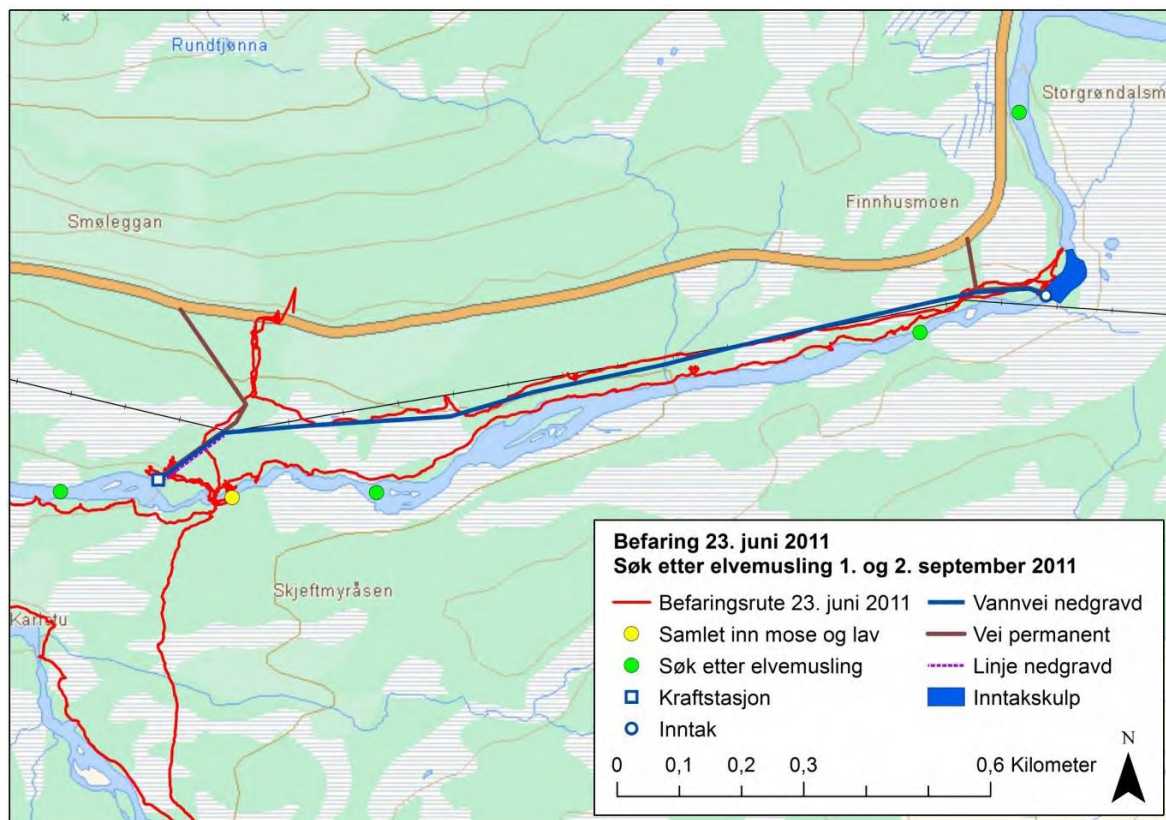 Rundtjønna
Storgrøndalsm
Finnhusmoen
Smøleggan
Skjeftmyråsen
Karlstu
Befaring 23. juni 2011
Søk etter elvemusling 1. og 2. september 2011
Befaringsrute 23. juni 2011
Samlet inn mose og lav
Søk etter elvemusling
Kraftstasjon
Inntak
Vannvei nedgravd
Vei permanent
Linje nedgravd
Inntakskulp
N
0 0,1 0,2 0,3 0,6 Kilometer